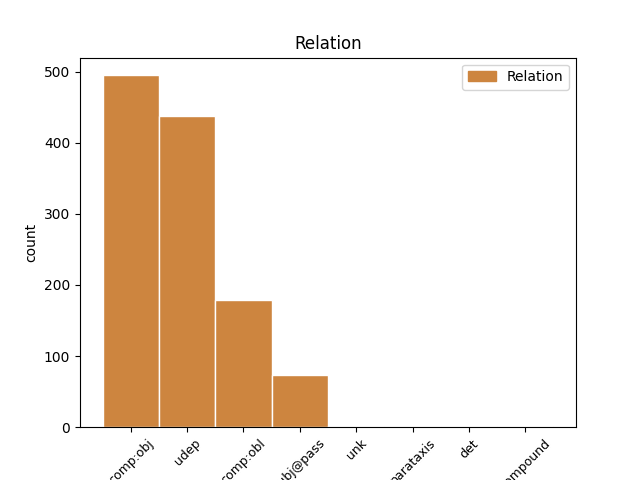 Relation
Relation
count
500
400
300
200
100
0
comp:obj
udep
comp:obl
bj@pass
unk
parataxis
det
mpound